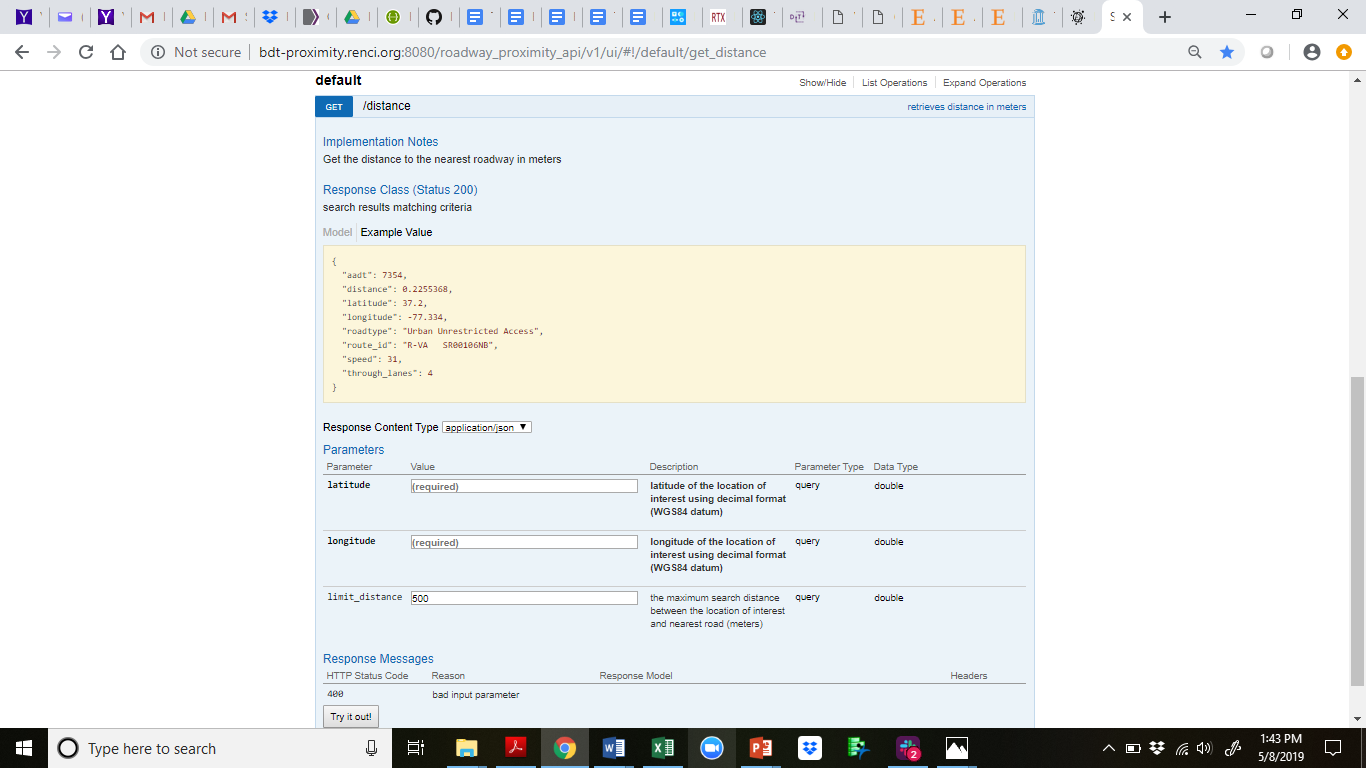 RTX
S
Not secure
bdt-proximity.renci.org:8080/roadway_proximity_api/v1/ui/#!/default/get_distance
default
Show/Hide List Operations Expand Operations
GET /distance retrieves distance in meters
Implementation Notes
Get the distance to the nearest roadway in meters
Response Class (Status 200)
search results matching criteria
Model Example Value
{
"aadt": 7354,
"distance": 0.2255368,
"latitude": 37.2,
"longitude": -77.334,
"roadtype": "Urban Unrestricted Access",
"route_id": "R-VA   SR00106NB",
"speed": 31,
"through_lanes": 4
}
Response Content Type application/json
Parameters
Parameter Value Description Parameter Type Data Type
latitude (required) latitude of the location of query double
interest using decimal format
(WGS84 datum)
longitude (required) longitude of the location of query double
interest using decimal format
(WGS84 datum)
limit_distance 500 the maximum search distance query double
between the location of interest
and nearest road (meters)
Response Messages
HTTP Status Code Reason Response Model Headers
400 bad input parameter
Try it out!
Type here to search
2
1:43 PM
5/8/2019